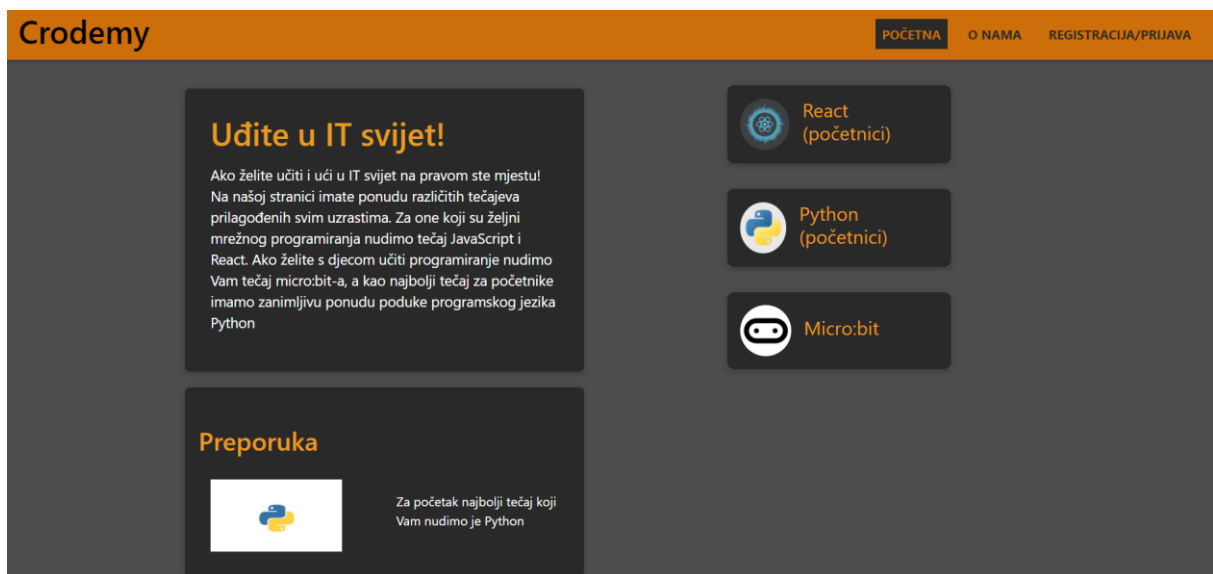 Crodemy
POČETNA
O NAMA
REGISTRACIJA/PRIJAVA
Uđite u IT svijet!
Ako želite učiti i ući u IT svijet na pravom ste mjestu!
Na našoj stranici imate ponudu različitih tečajeva
prilagođenih svim uzrastima. Za one koji su željni
mrežnog programiranja nudimo tečaj JavaScript i
React. Ako želite s djecom učiti programiranje nudimo
Vam tečaj micro:bit-a, a kao najbolji tečaj za početnike
imamo zanimljivu ponudu poduke programskog jezika
Python
Preporuka
Za početak najbolji tečaj koji
Vam nudimo je Python
React
(početnici)
Python
(početnici)
Micro:bit